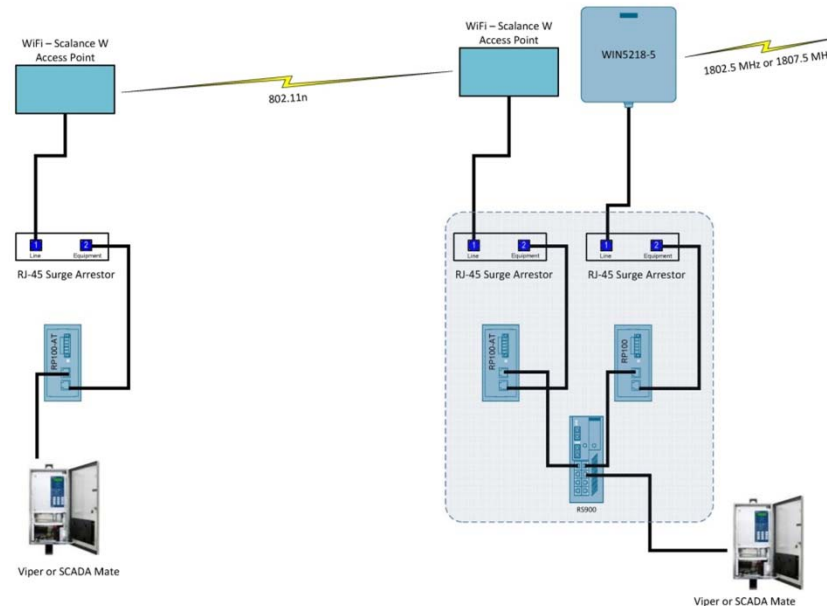 WiFi – Scalance W
Access Point
WiFi – Scalance W
Access Point
WIN5218-5
802.11n
1802.5 MHz or 1807.5 MH
1
2
Line
Equipment
RJ-45 Surge Arrestor
1
2
Line
Equipment
RJ-45 Surge Arrestor
1
2
Line
Equipment
RJ-45 Surge Arrestor
RP100-AT
RP100-AT
RP100
RS900
Viper or SCADA Mate
Viper or SCADA Mate